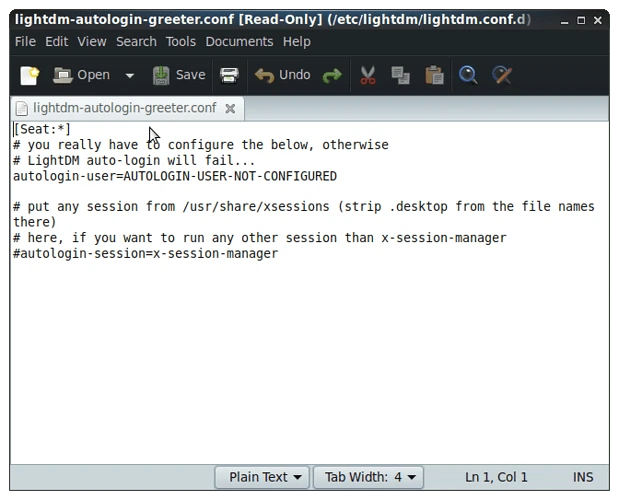 lightdm-autologin-greeter.conf [Read-Only] (/etc/lightdm/lightdm.conf.d)
File Edit View Search Tools Documents Help
Open Save Undo
lightdm-autologin-greeter.conf
[Seat:*]
# you really have to configure the below, otherwise
# LightDM auto-login will fail...
autologin-user=AUTOLOGIN-USER-NOT-CONFIGURED
# put any session from /usr/share/xsessions (strip .desktop from the file names
there)
# here, if you want to run any other session than x-session-manager
#autologin-session=x-session-manager
Plain Text Tab Width: 4 Ln 1, Col 1 INS